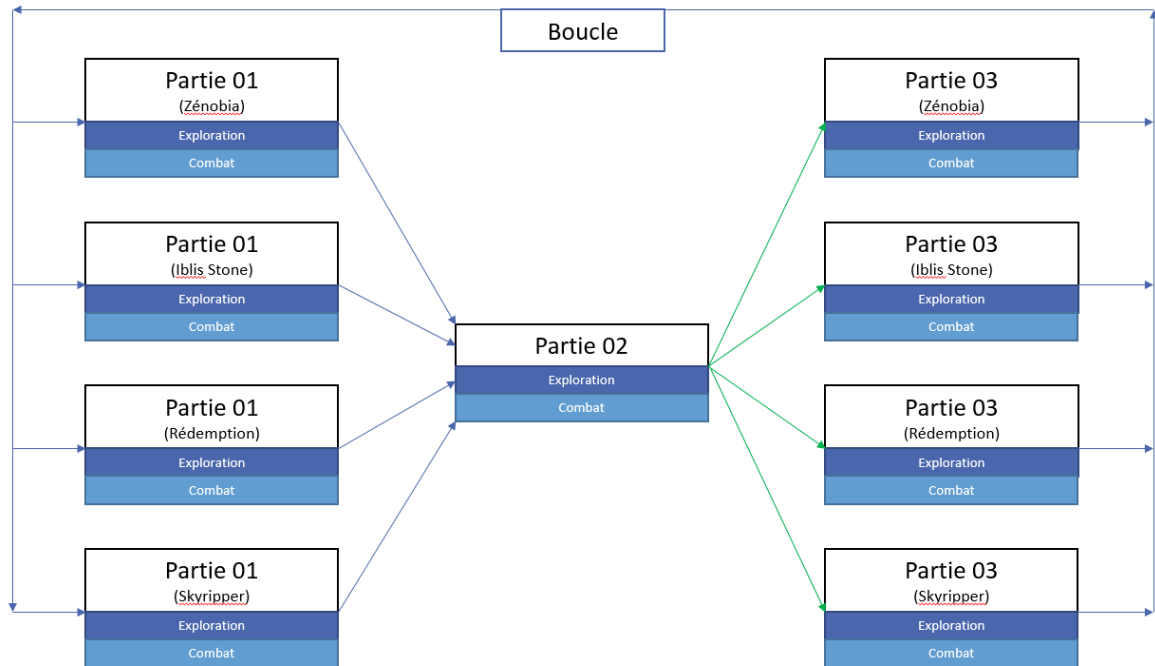 Boucle
Partie 01
(Zénobia)
Exploration
Combat
Partie 01
(Iblis Stone)
Exploration
Combat
Partie 01
(Rédemption)
Exploration
Combat
Partie 01
(Skyripper)
Exploration
Combat
Partie 02
Exploration
Combat
Partie 03
(Zénobia)
Exploration
Combat
Partie 03
(Iblis Stone)
Exploration
Combat
Partie 03
(Rédemption)
Exploration
Combat
Partie 03
(Skyripper)
Exploration
Combat